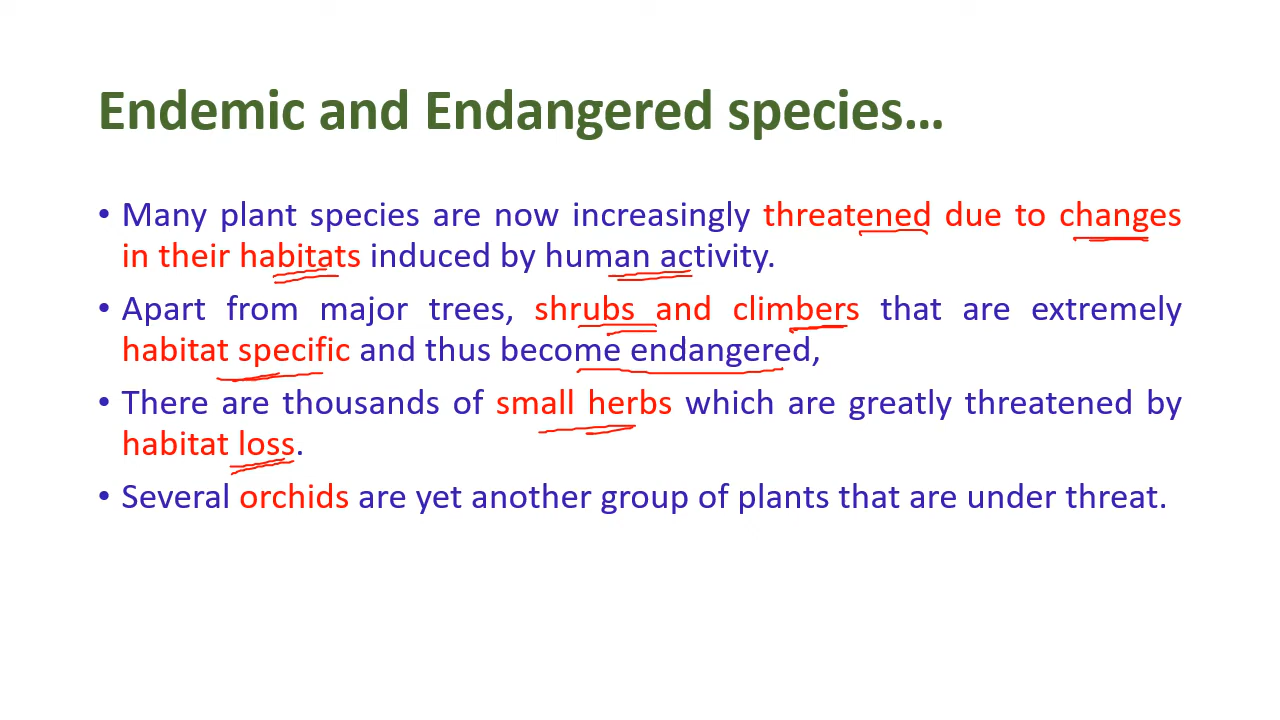 Endemic and Endangered species...
• Many plant species are now increasingly threatened due to changes
in their habitats induced by human activity.
• Apart from major trees, shrubs and climbers that are extremely
habitat specific and thus become endangered,
• There are thousands of small herbs which are greatly threatened by
habitat loss.
• Several orchids are yet another group of plants that are under threat.